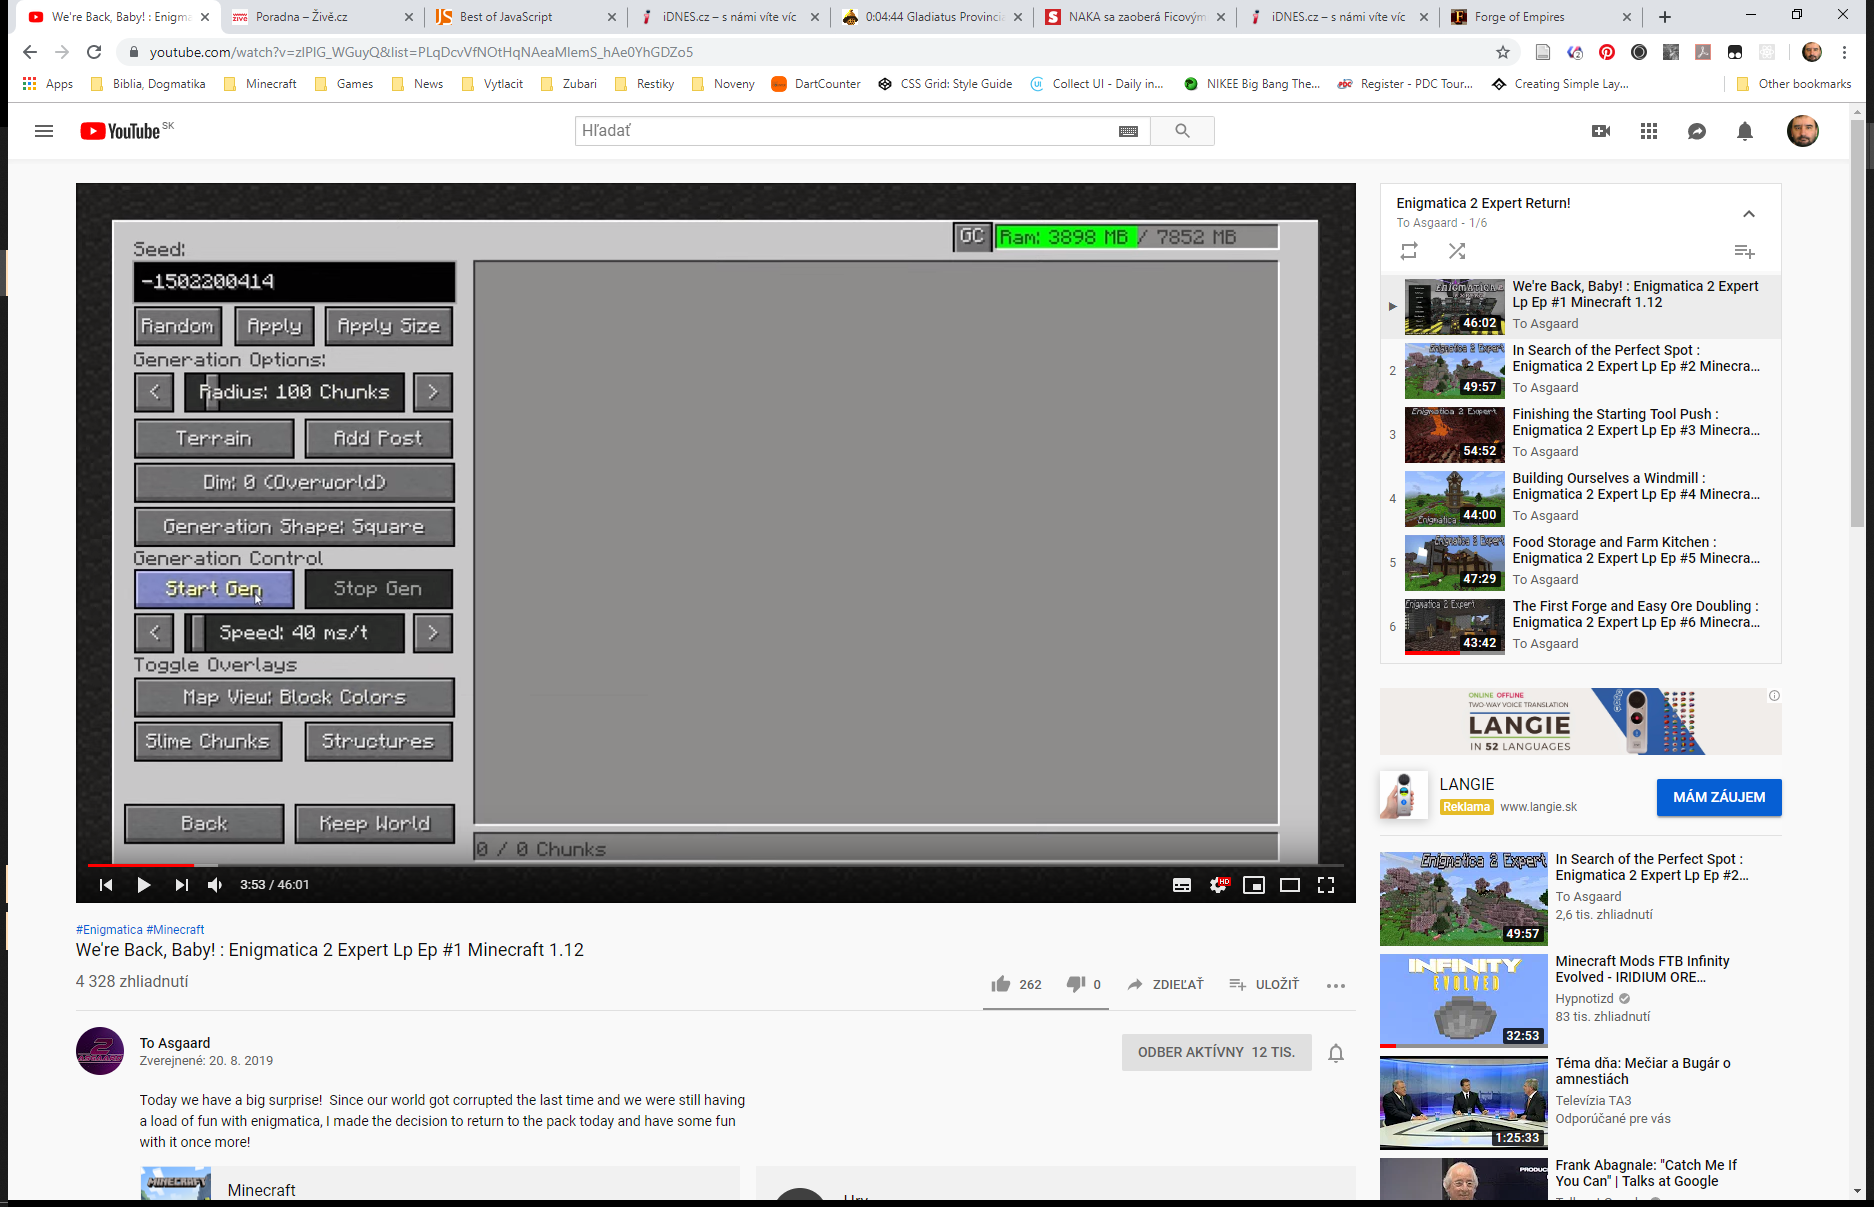 We're Back, Baby! : Enigma
Poradna – Živě.cz
Best of JavaScript
iDNES.cz – s námi víte víc
0:04:44 Gladiatus Provincia
NAKA sa zaoberá Ficovým
iDNES.cz – s námi víte víc
Forge of Empires
youtube.com/watch?v=zIPlG_WGuyQ&list=PLqDcvVfNOtHqNAeaMlemS_hAe0YhGDZo5
Apps
Biblia, Dogmatika
Minecraft
Games
News
Vytlacit
Zubari
Restiky
Noveny
DartCounter
CSS Grid: Style Guide
Collect UI - Daily in...
NIKEE Big Bang The...
Register - PDC Tour...
Creating Simple Lay...
Other bookmarks
YouTube SK
Hľadať
Seed:
-1502200414
Random
Apply
Apply Size
Generation Options:
< Radius: 100 Chunks >
Terrain
Add Post
Dim: 0 (Overworld)
Generation Shape: Square
Generation Control
Start Gen
Stop Gen
< Speed: 40 ms/t >
Toggle Overlays
Map View: Block Colors
Slime Chunks
Structures
Back
Keep World
GC
Ram: 3898 MB / 7852 MB
0 / 0 Chunks
3:53 / 46:01
HD
#Enigmatica #Minecraft
We're Back, Baby! : Enigmatica 2 Expert Lp Ep #1 Minecraft 1.12
4 328 zhliadnutí
262
0
ZDIEĽAŤ
ULOŽIŤ
To Asgaard
Zverejnené: 20. 8. 2019
ODBER AKTÍVNY 12 TIS.
Today we have a big surprise! Since our world got corrupted the last time and we were still having
a load of fun with enigmatica, I made the decision to return to the pack today and have some fun
with it once more!
MINECRAFT
Minecraft
Hry
Enigmatica 2 Expert Return!
To Asgaard - 1/6
46:02
We're Back, Baby! : Enigmatica 2 Expert
Lp Ep #1 Minecraft 1.12
To Asgaard
2
49:57
In Search of the Perfect Spot :
Enigmatica 2 Expert Lp Ep #2 Minecra...
To Asgaard
3
54:52
Finishing the Starting Tool Push :
Enigmatica 2 Expert Lp Ep #3 Minecra...
To Asgaard
4
44:00
Building Ourselves a Windmill :
Enigmatica 2 Expert Lp Ep #4 Minecra...
To Asgaard
5
47:29
Food Storage and Farm Kitchen :
Enigmatica 2 Expert Lp Ep #5 Minecra...
To Asgaard
6
43:42
The First Forge and Easy Ore Doubling :
Enigmatica 2 Expert Lp Ep #6 Minecra...
To Asgaard
ONLINE OFFLINE
TWO-WAY VOICE TRANSLATION
LANGIE
IN 52 LANGUAGES
LANGIE
Reklama www.langie.sk
MÁM ZÁUJEM
Enigmatica 2 Expert
49:57
In Search of the Perfect Spot :
Enigmatica 2 Expert Lp Ep #2...
To Asgaard
2,6 tis. zhliadnutí
INFINITY
EVOLVED
32:53
Minecraft Mods FTB Infinity
Evolved - IRIDIUM ORE...
Hypnotizd
83 tis. zhliadnutí
1:25:33
Téma dňa: Mečiar a Bugár o
amnestiách
Televízia TA3
Odporúčané pre vás
Frank Abagnale: "Catch Me If
You Can" | Talks at Google